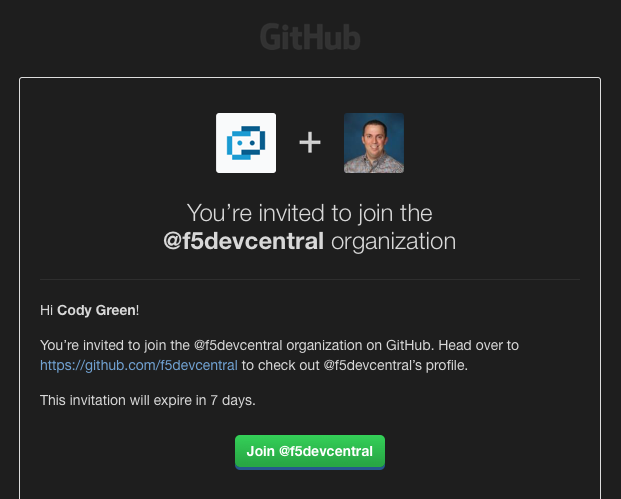 GitHub
+
You’re invited to join the
@f5devcentral organization
Hi Cody Green!
You’re invited to join the @f5devcentral organization on GitHub. Head over to
https://github.com/f5devcentral to check out @f5devcentral’s profile.
This invitation will expire in 7 days.
Join @f5devcentral